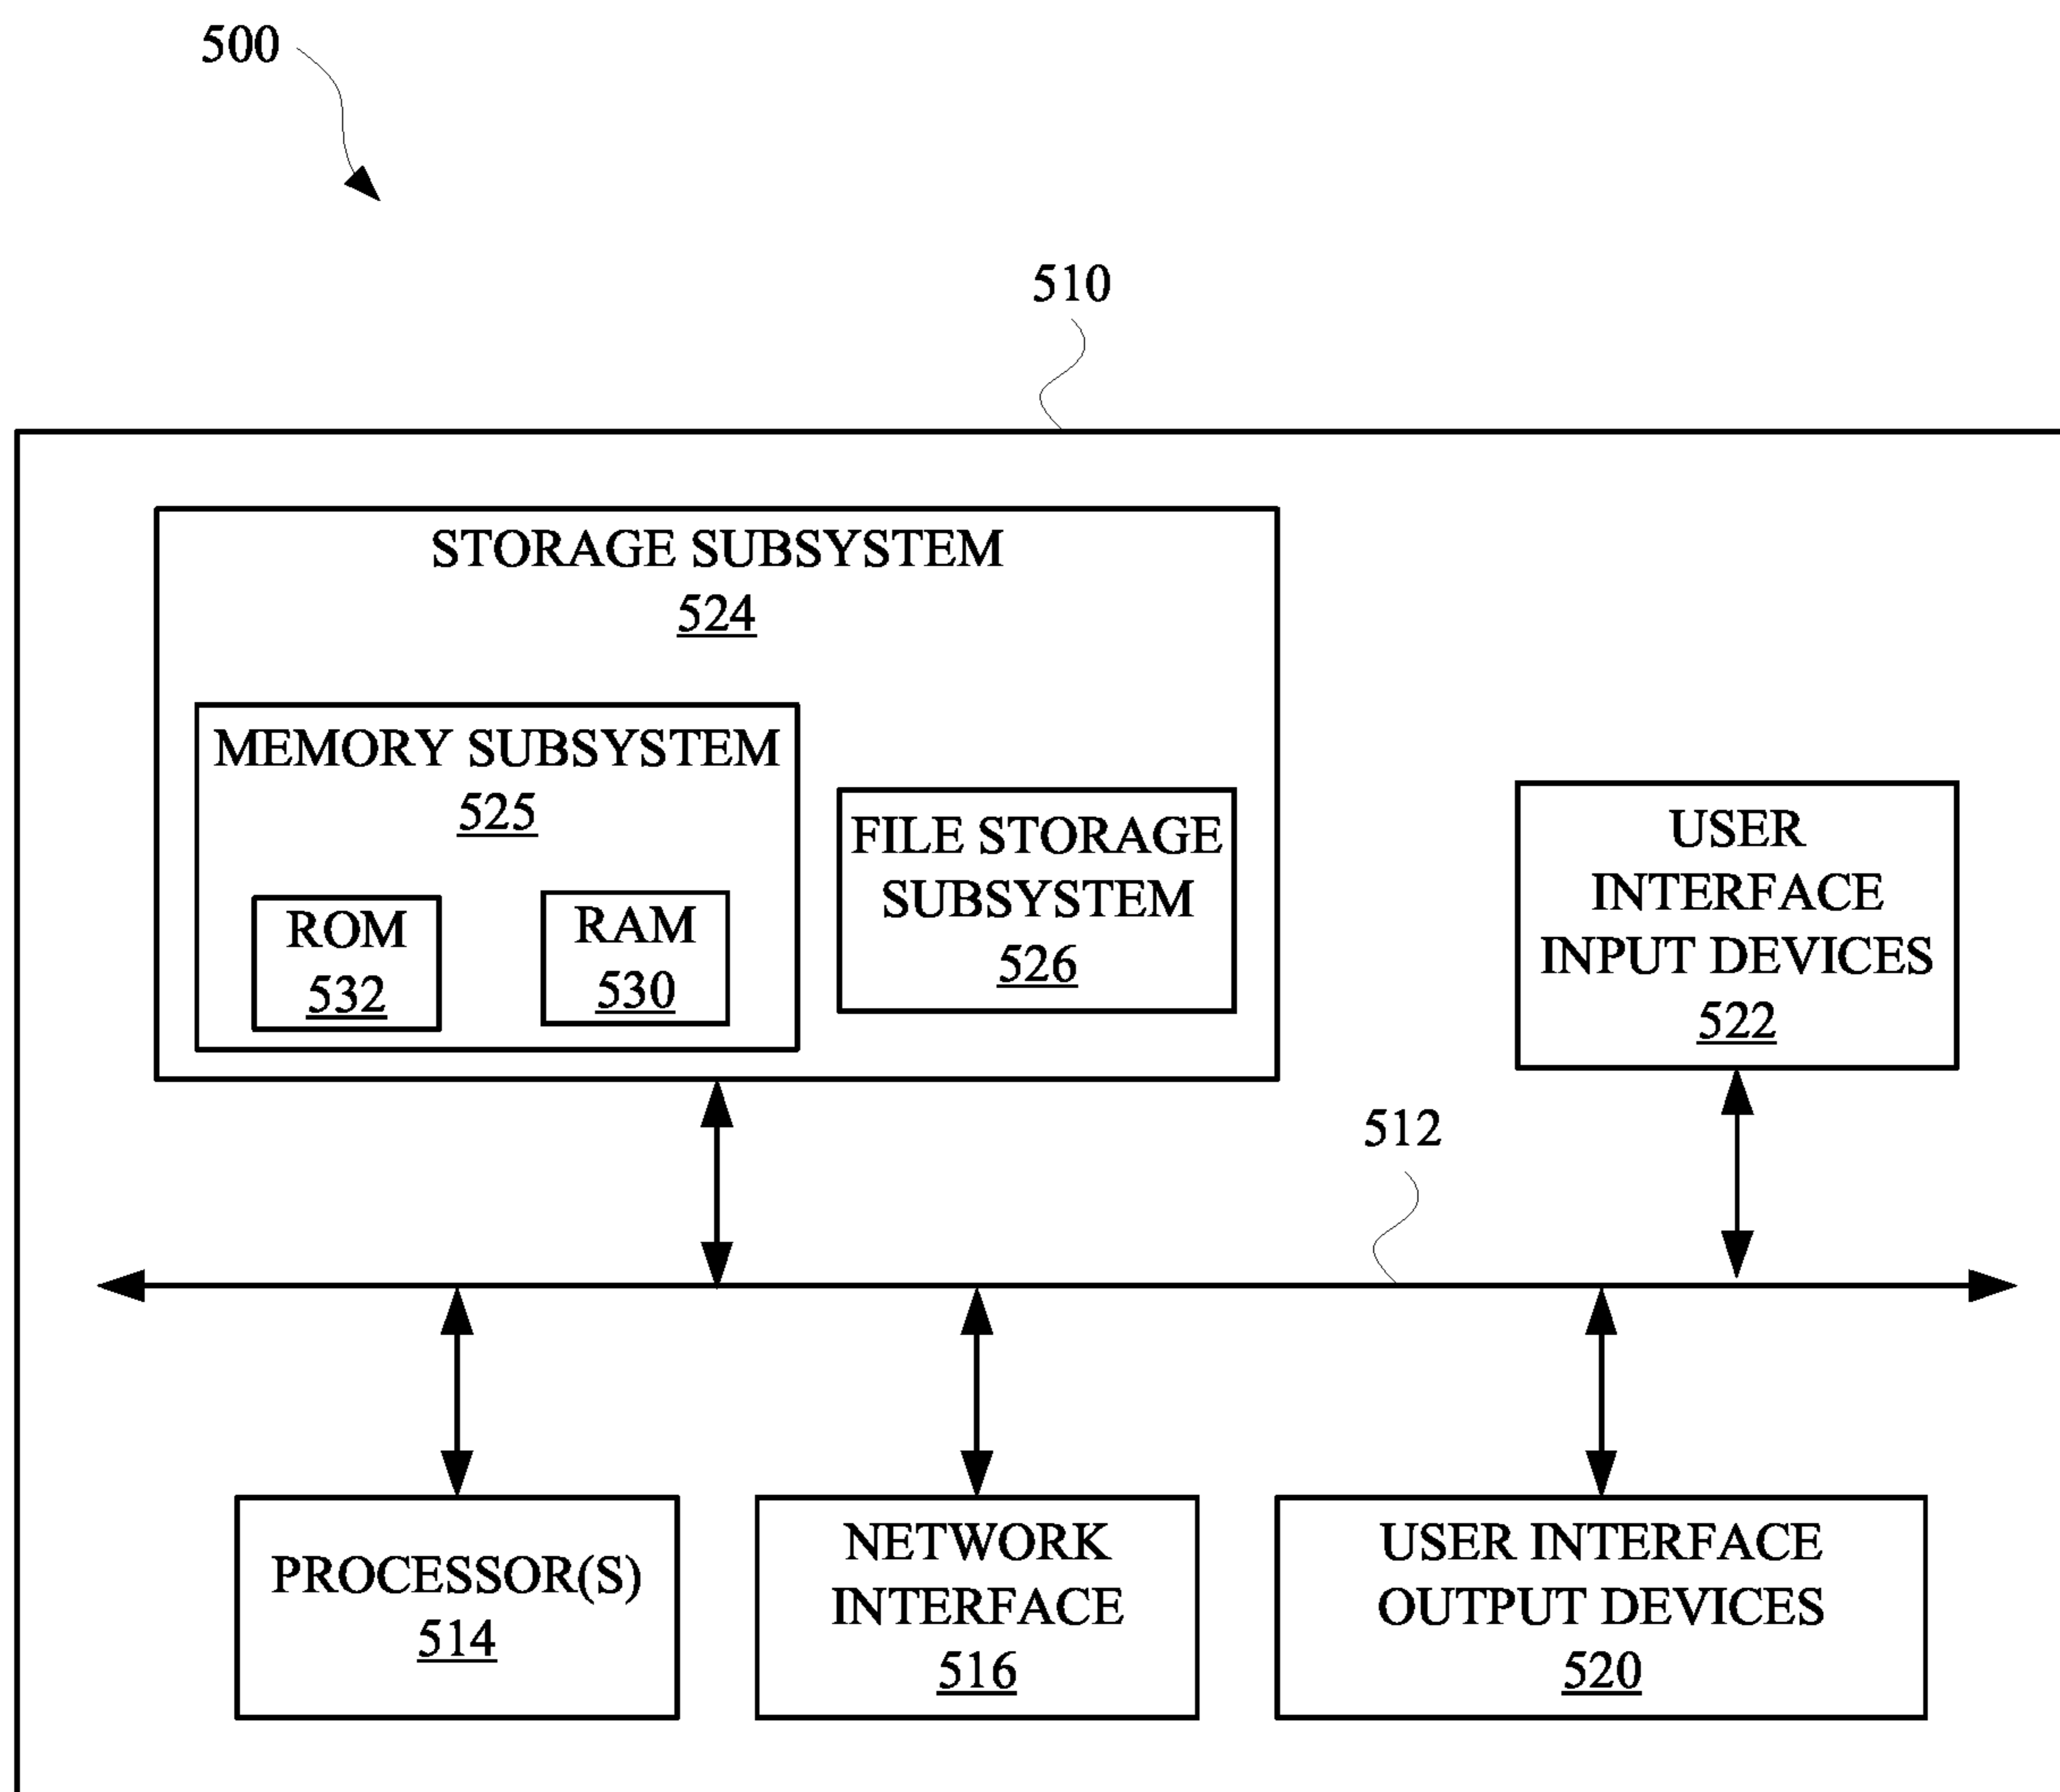 500
510
STORAGE SUBSYSTEM
524
MEMORY SUBSYSTEM
525
ROM
532
RAM
530
FILE STORAGE
SUBSYSTEM
526
USER
INTERFACE
INPUT DEVICES
522
512
PROCESSOR(S)
514
NETWORK
INTERFACE
516
USER INTERFACE
OUTPUT DEVICES
520